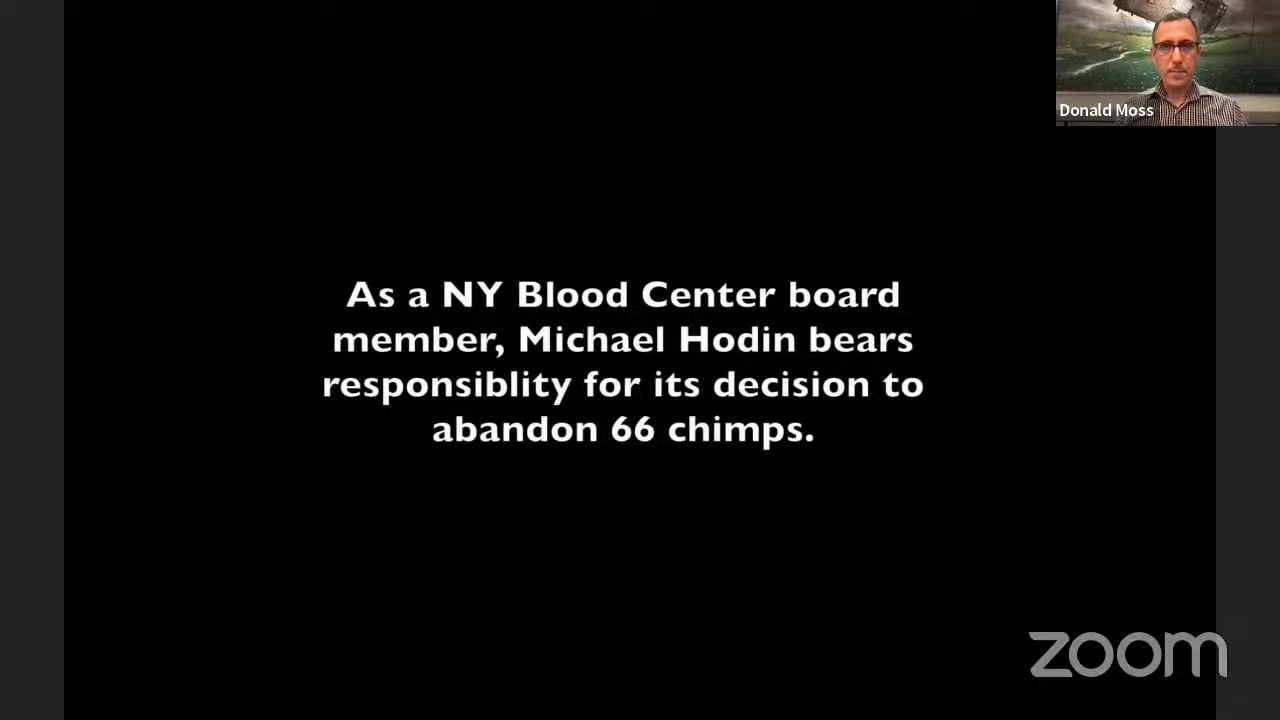 Donald Moss
As a NY Blood Center board
member, Michael Hodin bears
responsiblity for its decision to
abandon 66 chimps.
zoom